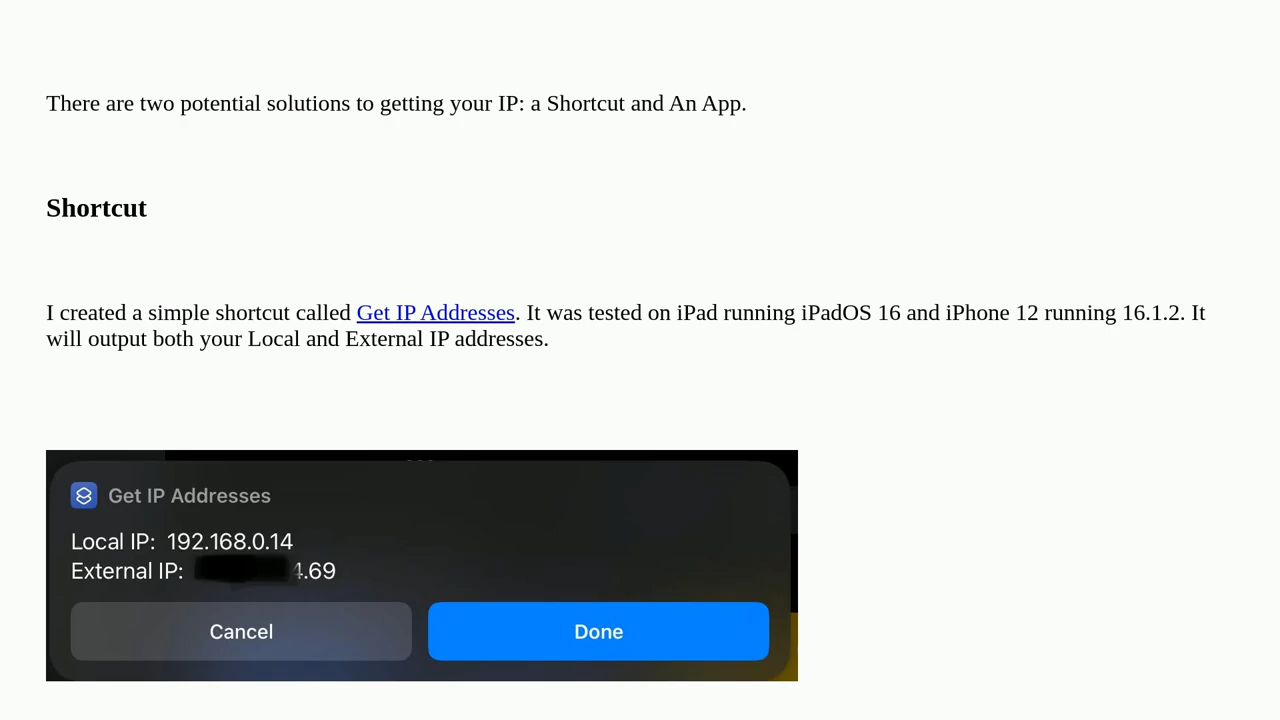 There are two potential solutions to getting your IP: a Shortcut and An App.
Shortcut
I created a simple shortcut called Get IP Addresses. It was tested on iPad running iPadOS 16 and iPhone 12 running 16.1.2. It
will output both your Local and External IP addresses.
Get IP Addresses
Local IP: 192.168.0.14
External IP: 4.69
Cancel
Done